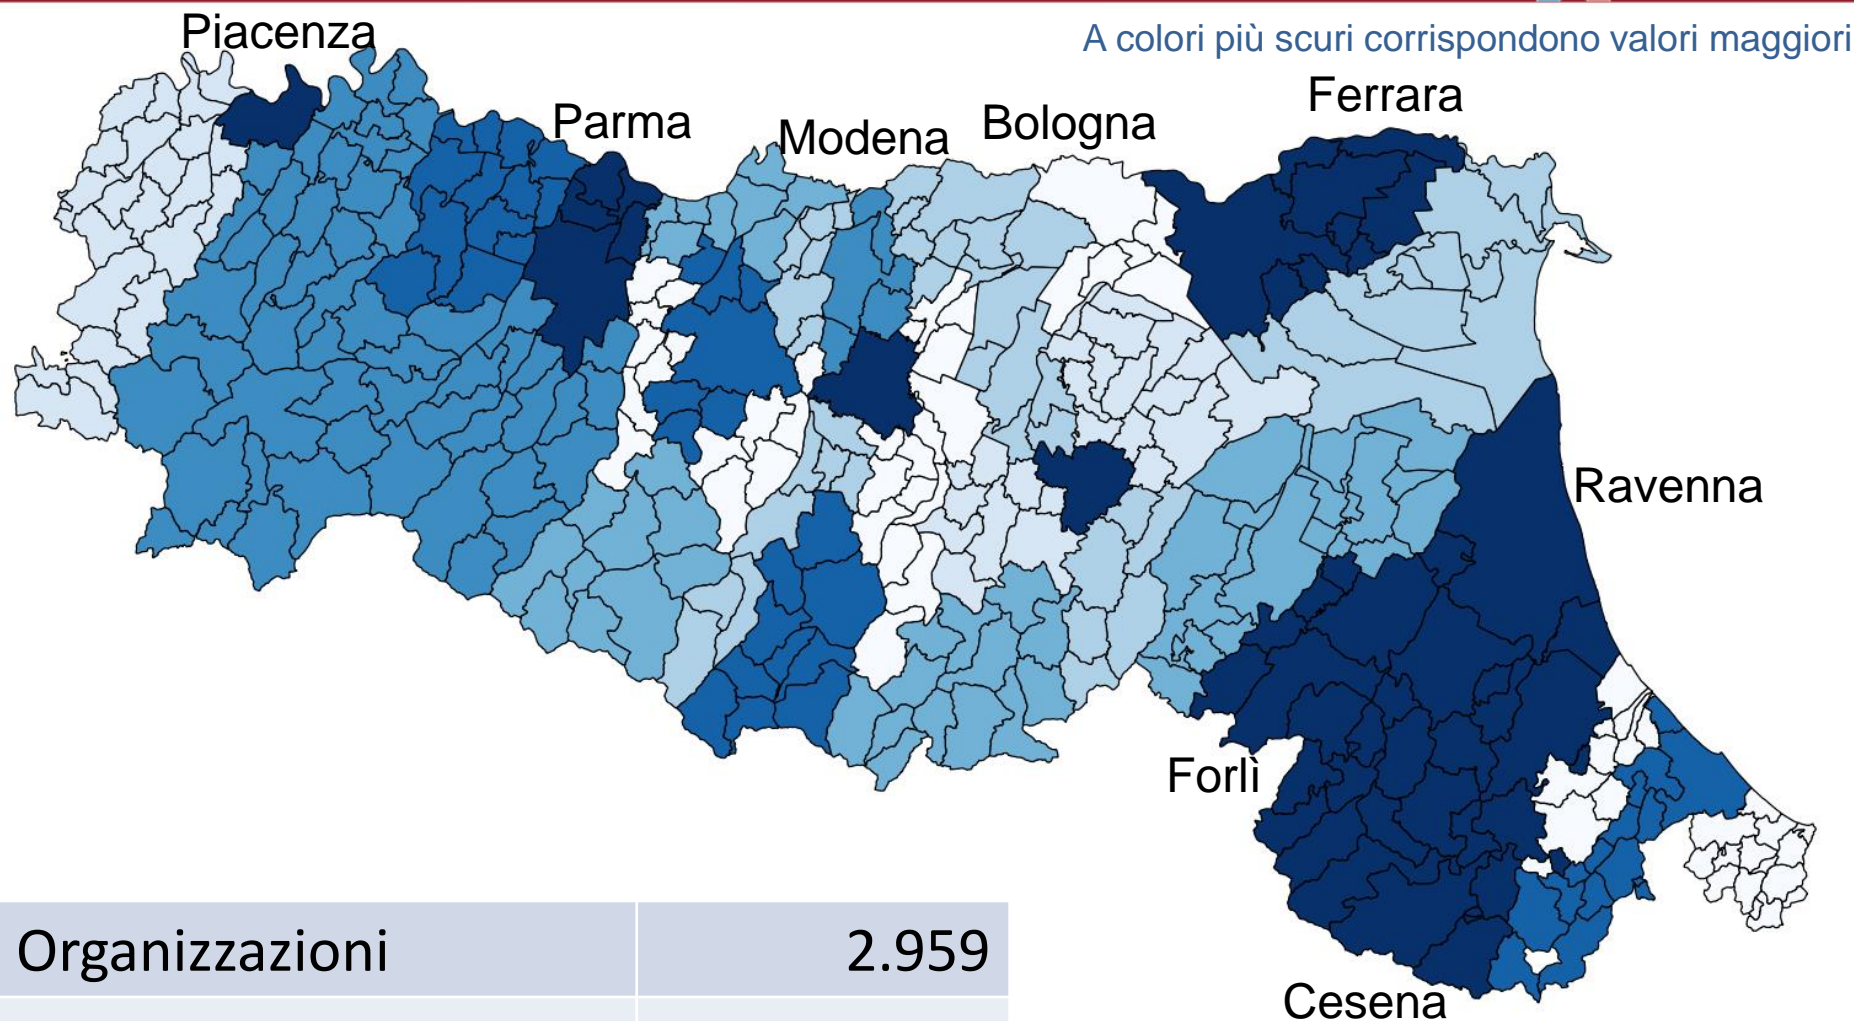 Piacenza
A colori più scuri corrispondono valori maggiori
Ferrara
Parma
Modena
Bologna
Ravenna
Forlì
Organizzazioni 2.959
Cesena